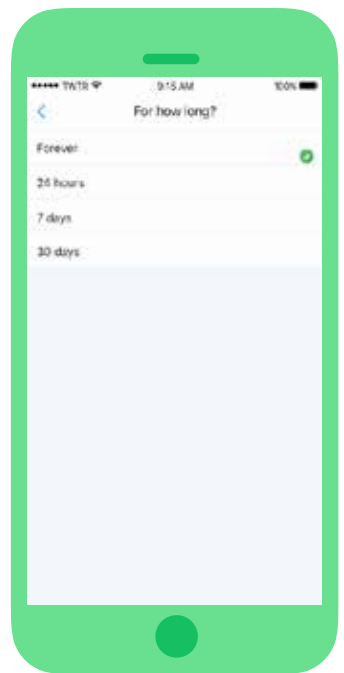 TWTR 9:15 AM 100%
For how long?
Forever
24 hours
7 days
30 days